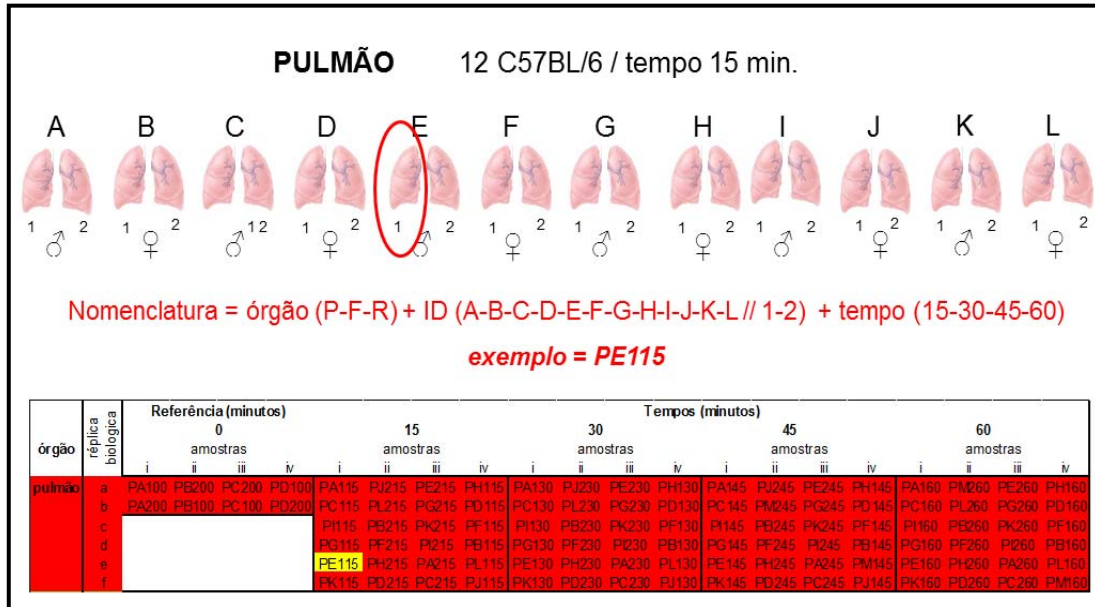 PULMÃO 12 C57BL/6 / tempo 15 min.
A B C D E F G H I J K L
1 2 1 2 1 2 1 2 1 2 1 2 1 2 1 2 1 2 1 2 1 2 1 2
♂ ♀ ♂ ♀ ♂ ♀ ♂ ♀ ♂ ♀ ♂ ♀
Nomenclatura = órgão (P-F-R) + ID (A-B-C-D-E-F-G-H-I-J-K-L // 1-2) + tempo (15-30-45-60)
exemplo = PE115
órgão réplica biologica Referência (minutos) Tempos (minutos)
0 15 30 45 60
amostras amostras amostras amostras amostras
i ii iii iv i ii iii iv i ii iii iv i ii iii iv i ii iii iv
pulmão a PA100 PB200 PC200 PD100 PA115 PJ215 PE215 PH115 PA130 PJ230 PE230 PH130 PA145 PJ245 PE245 PH145 PA160 PM260 PE260 PH160
b PA200 PB100 PC100 PD200 PC115 PL215 PG215 PD115 PC130 PL230 PG230 PD130 PC145 PM245 PG245 PD145 PC160 PL260 PG260 PD160
c PI115 PB215 PK215 PF115 PI130 PB230 PK230 PF130 PI145 PB245 PK245 PF145 PI160 PB260 PK260 PF160
d PG115 PF215 PI215 PB115 PG130 PF230 PI230 PB130 PG145 PF245 PI245 PB145 PG160 PF260 PI260 PB160
e PE115 PH215 PA215 PL115 PE130 PH230 PA230 PL130 PE145 PH245 PA245 PM145 PE160 PH260 PA260 PL160
f PK115 PD215 PC215 PJ115 PK130 PD230 PC230 PJ130 PK145 PD245 PC245 PJ145 PK160 PD260 PC260 PM160